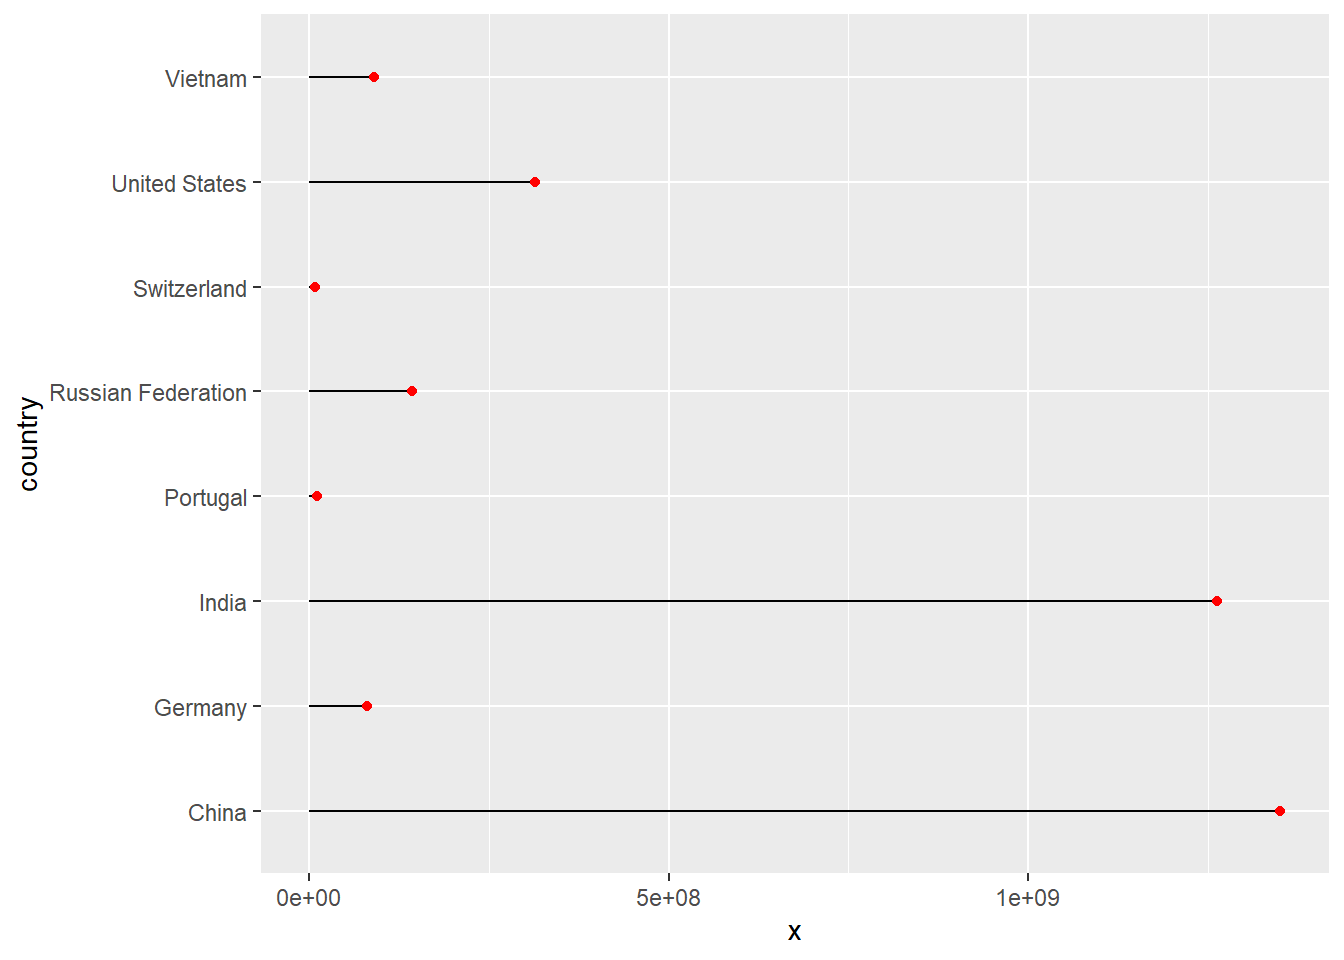 Vietnam
United States
Switzerland
Russian Federation
Portugal
India
Germany
China
country
0e+00 5e+08 1e+09
x